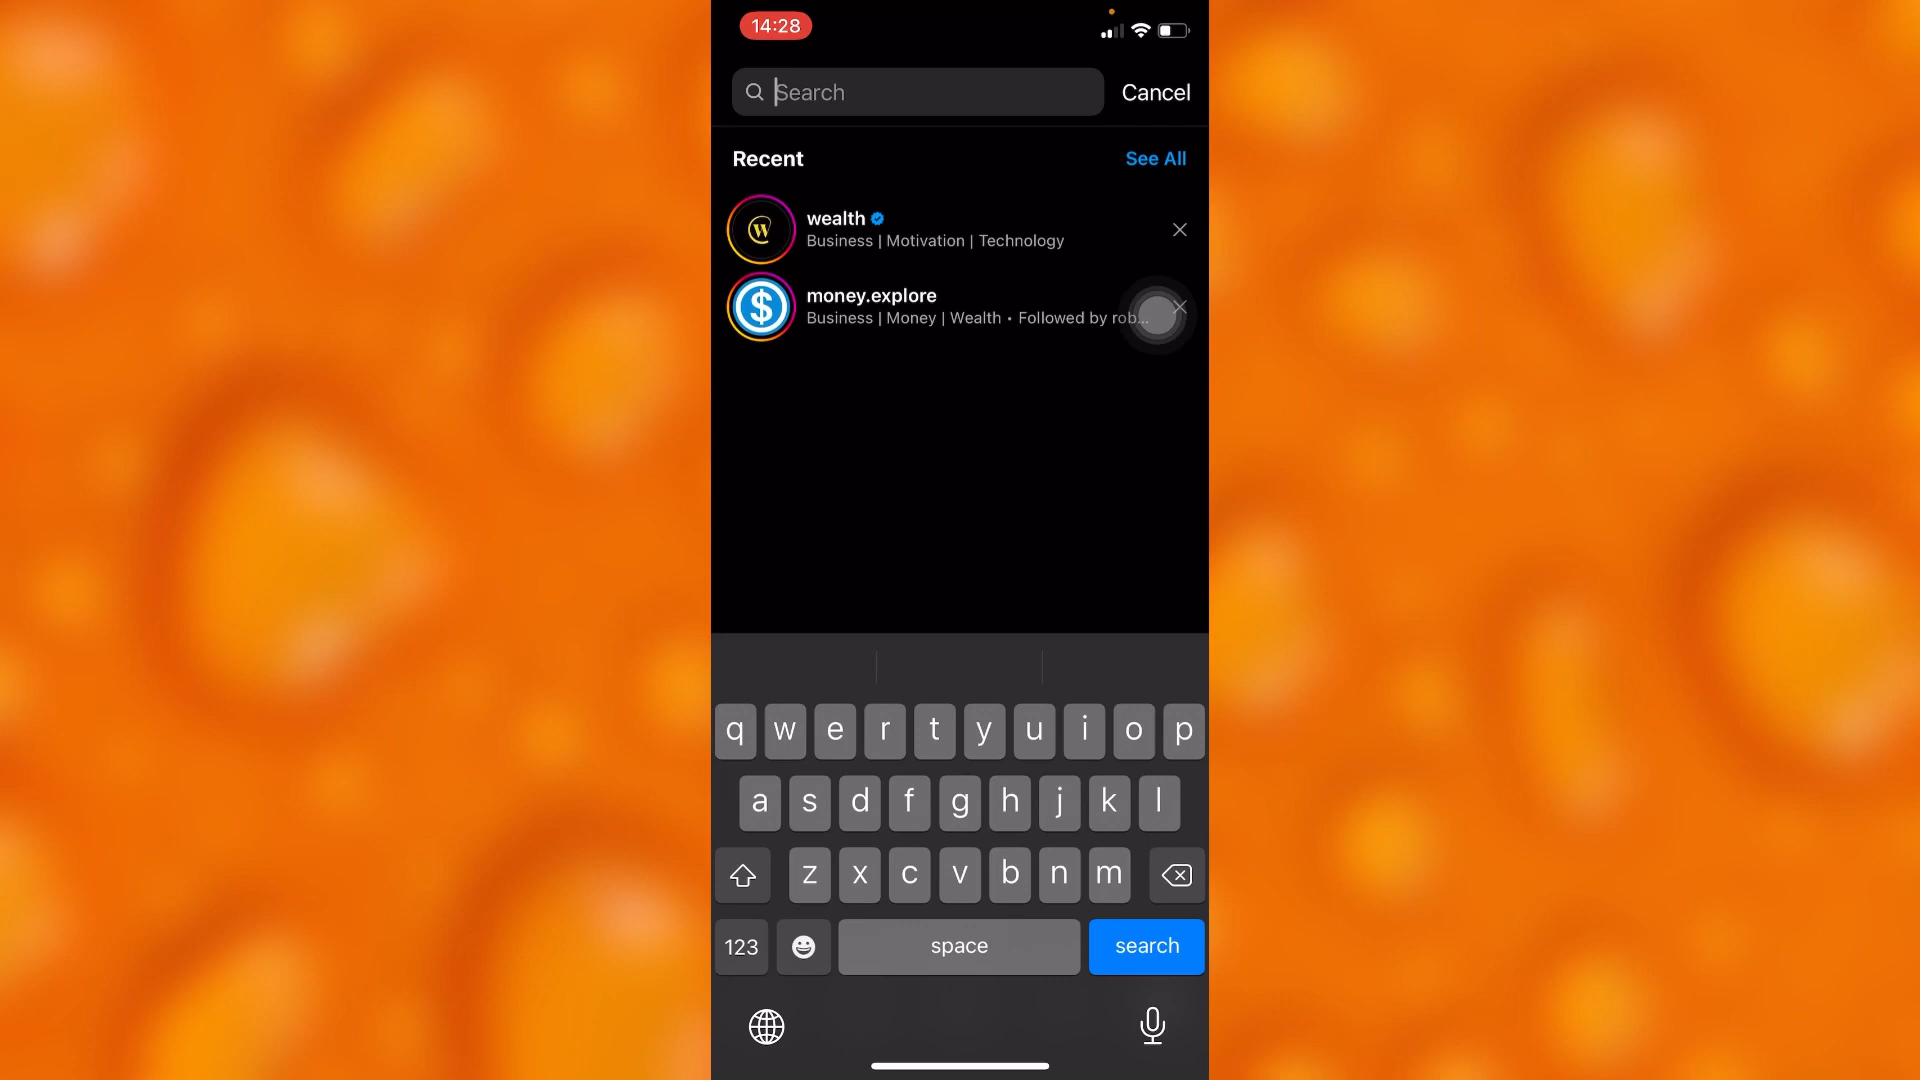 14:28
Search
Cancel
Recent
See All
wealth
Business | Motivation | Technology
money.explore
Business | Money | Wealth • Followed by rob...
q w e r t y u i o p
a s d f g h j k l
z x c v b n m
123
space
search